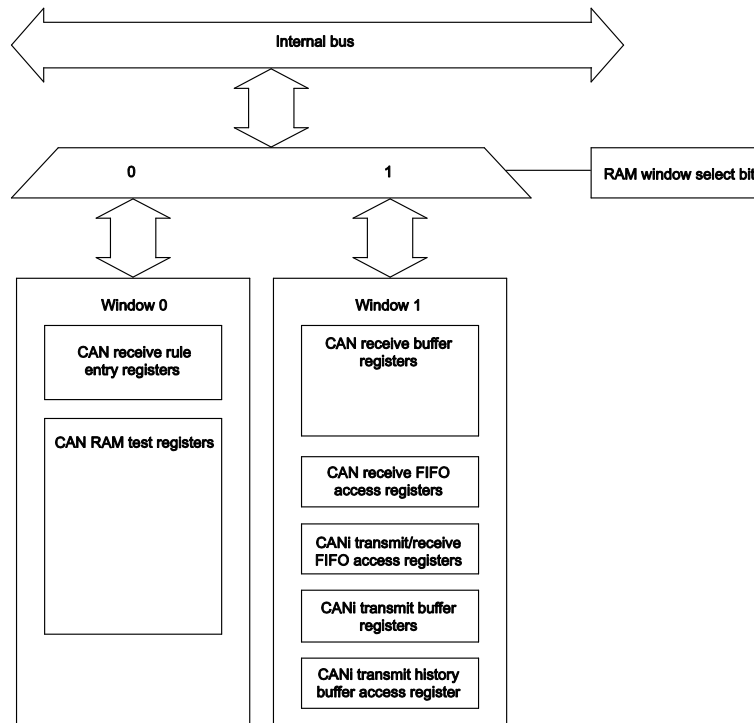 Internal bus
0
1
RAM window select bit
Window 0
CAN receive rule
entry registers
CAN RAM test registers
Window 1
CAN receive buffer
registers
CAN receive FIFO
access registers
CANi transmit/receive
FIFO access registers
CANi transmit buffer
registers
CANi transmit history
buffer access register